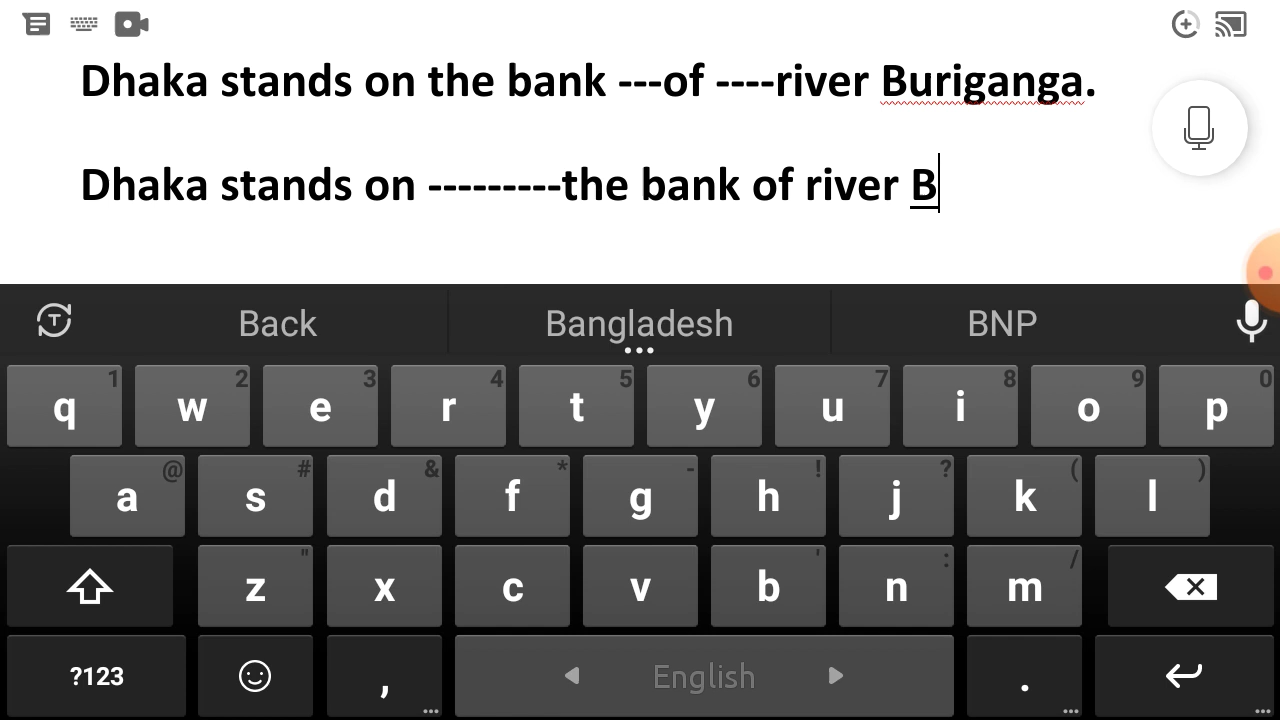 Dhaka stands on the bank ---of ----river Buriganga.
Dhaka stands on ---------the bank of river B
Back Bangladesh BNP
q 1 w 2 e 3 r 4 t 5 y 6 u 7 i 8 o 9 p 0
a @ s # d & f * g - h ! j ? k ( l )
z " x c v b ' n : m /
?123 , English .